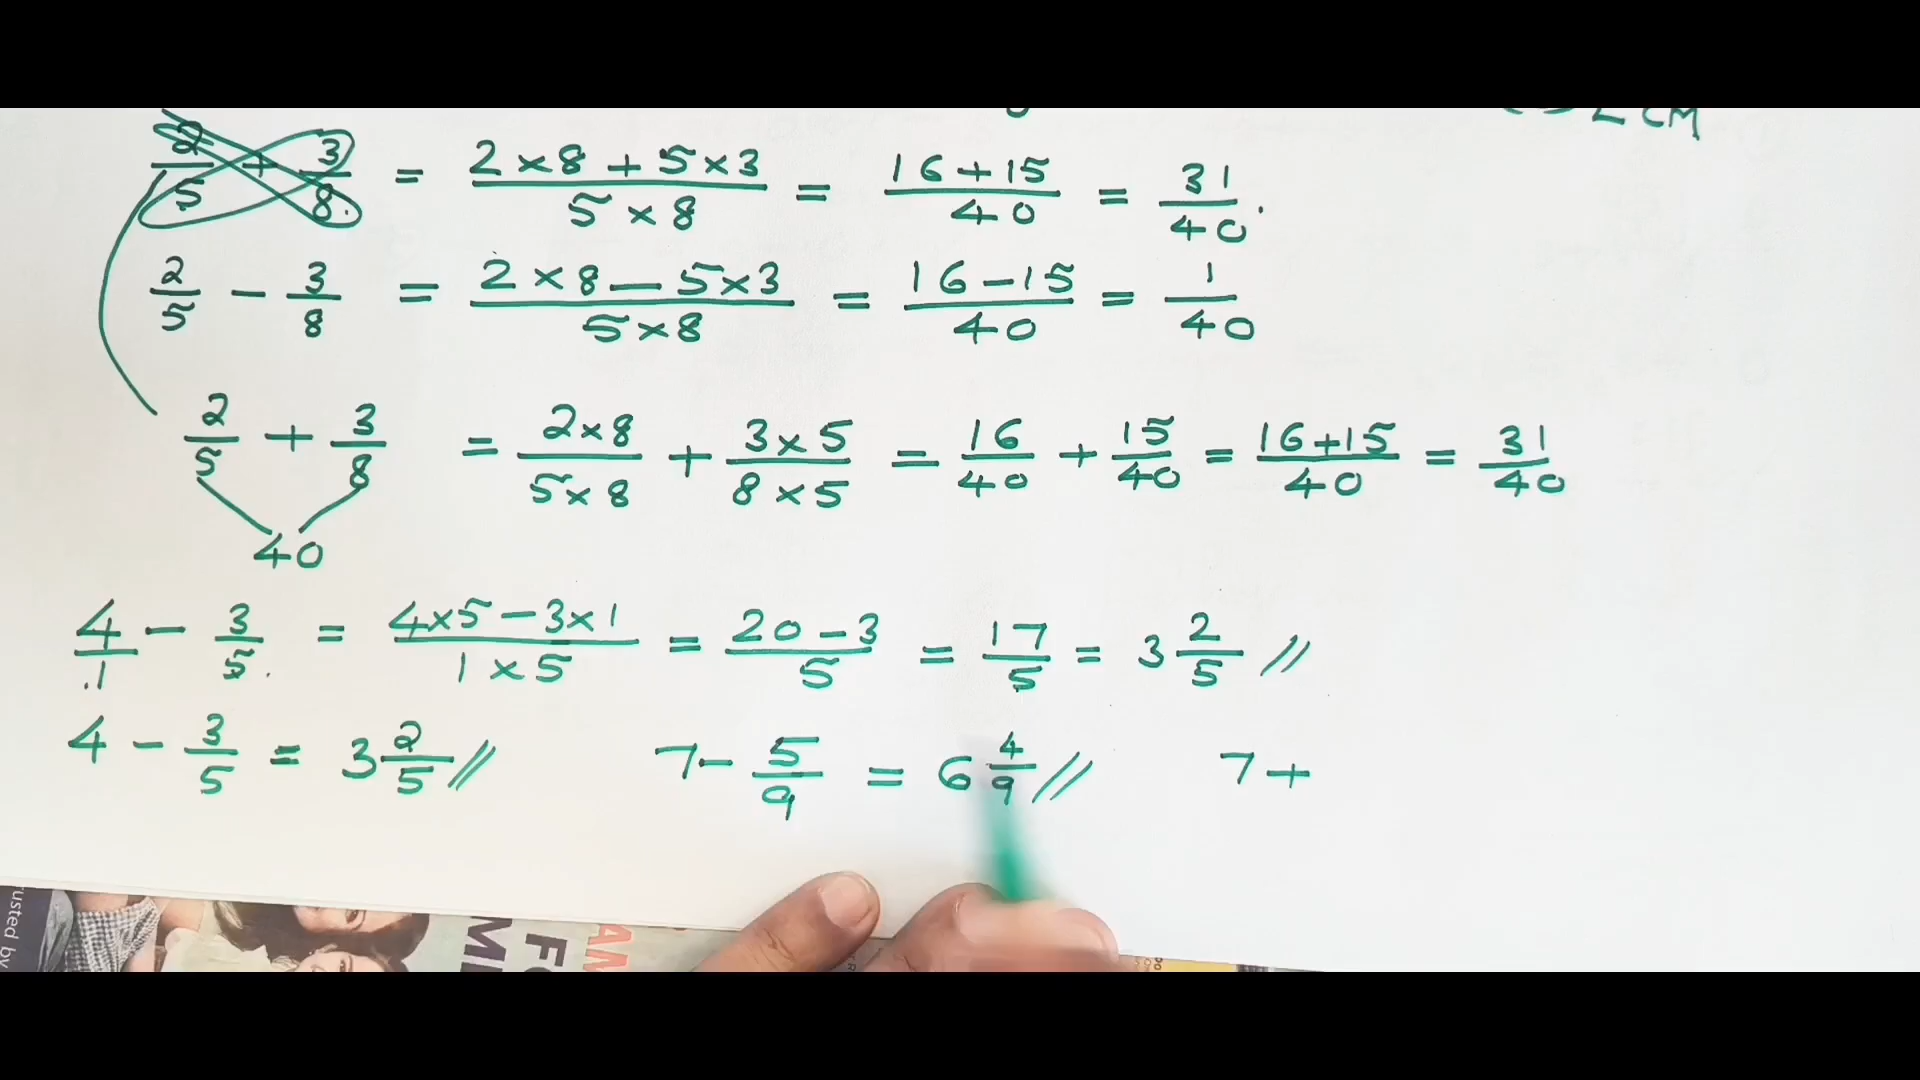 LCM
2/5 + 3/8 = (2×8+5×3)/(5×8) = (16+15)/40 = 31/40.
2/5 − 3/8 = (2×8−5×3)/(5×8) = (16−15)/40 = 1/40
2/5 + 3/8 = (2×8)/(5×8) + (3×5)/(8×5) = 16/40 + 15/40 = (16+15)/40 = 31/40
40
4/1 − 3/5 = (4×5−3×1)/(1×5) = (20−3)/5 = 17/5 = 3 2/5 //
4 − 3/5 = 3 2/5 // 7 − 5/9 = 6 4/9 // 7 +